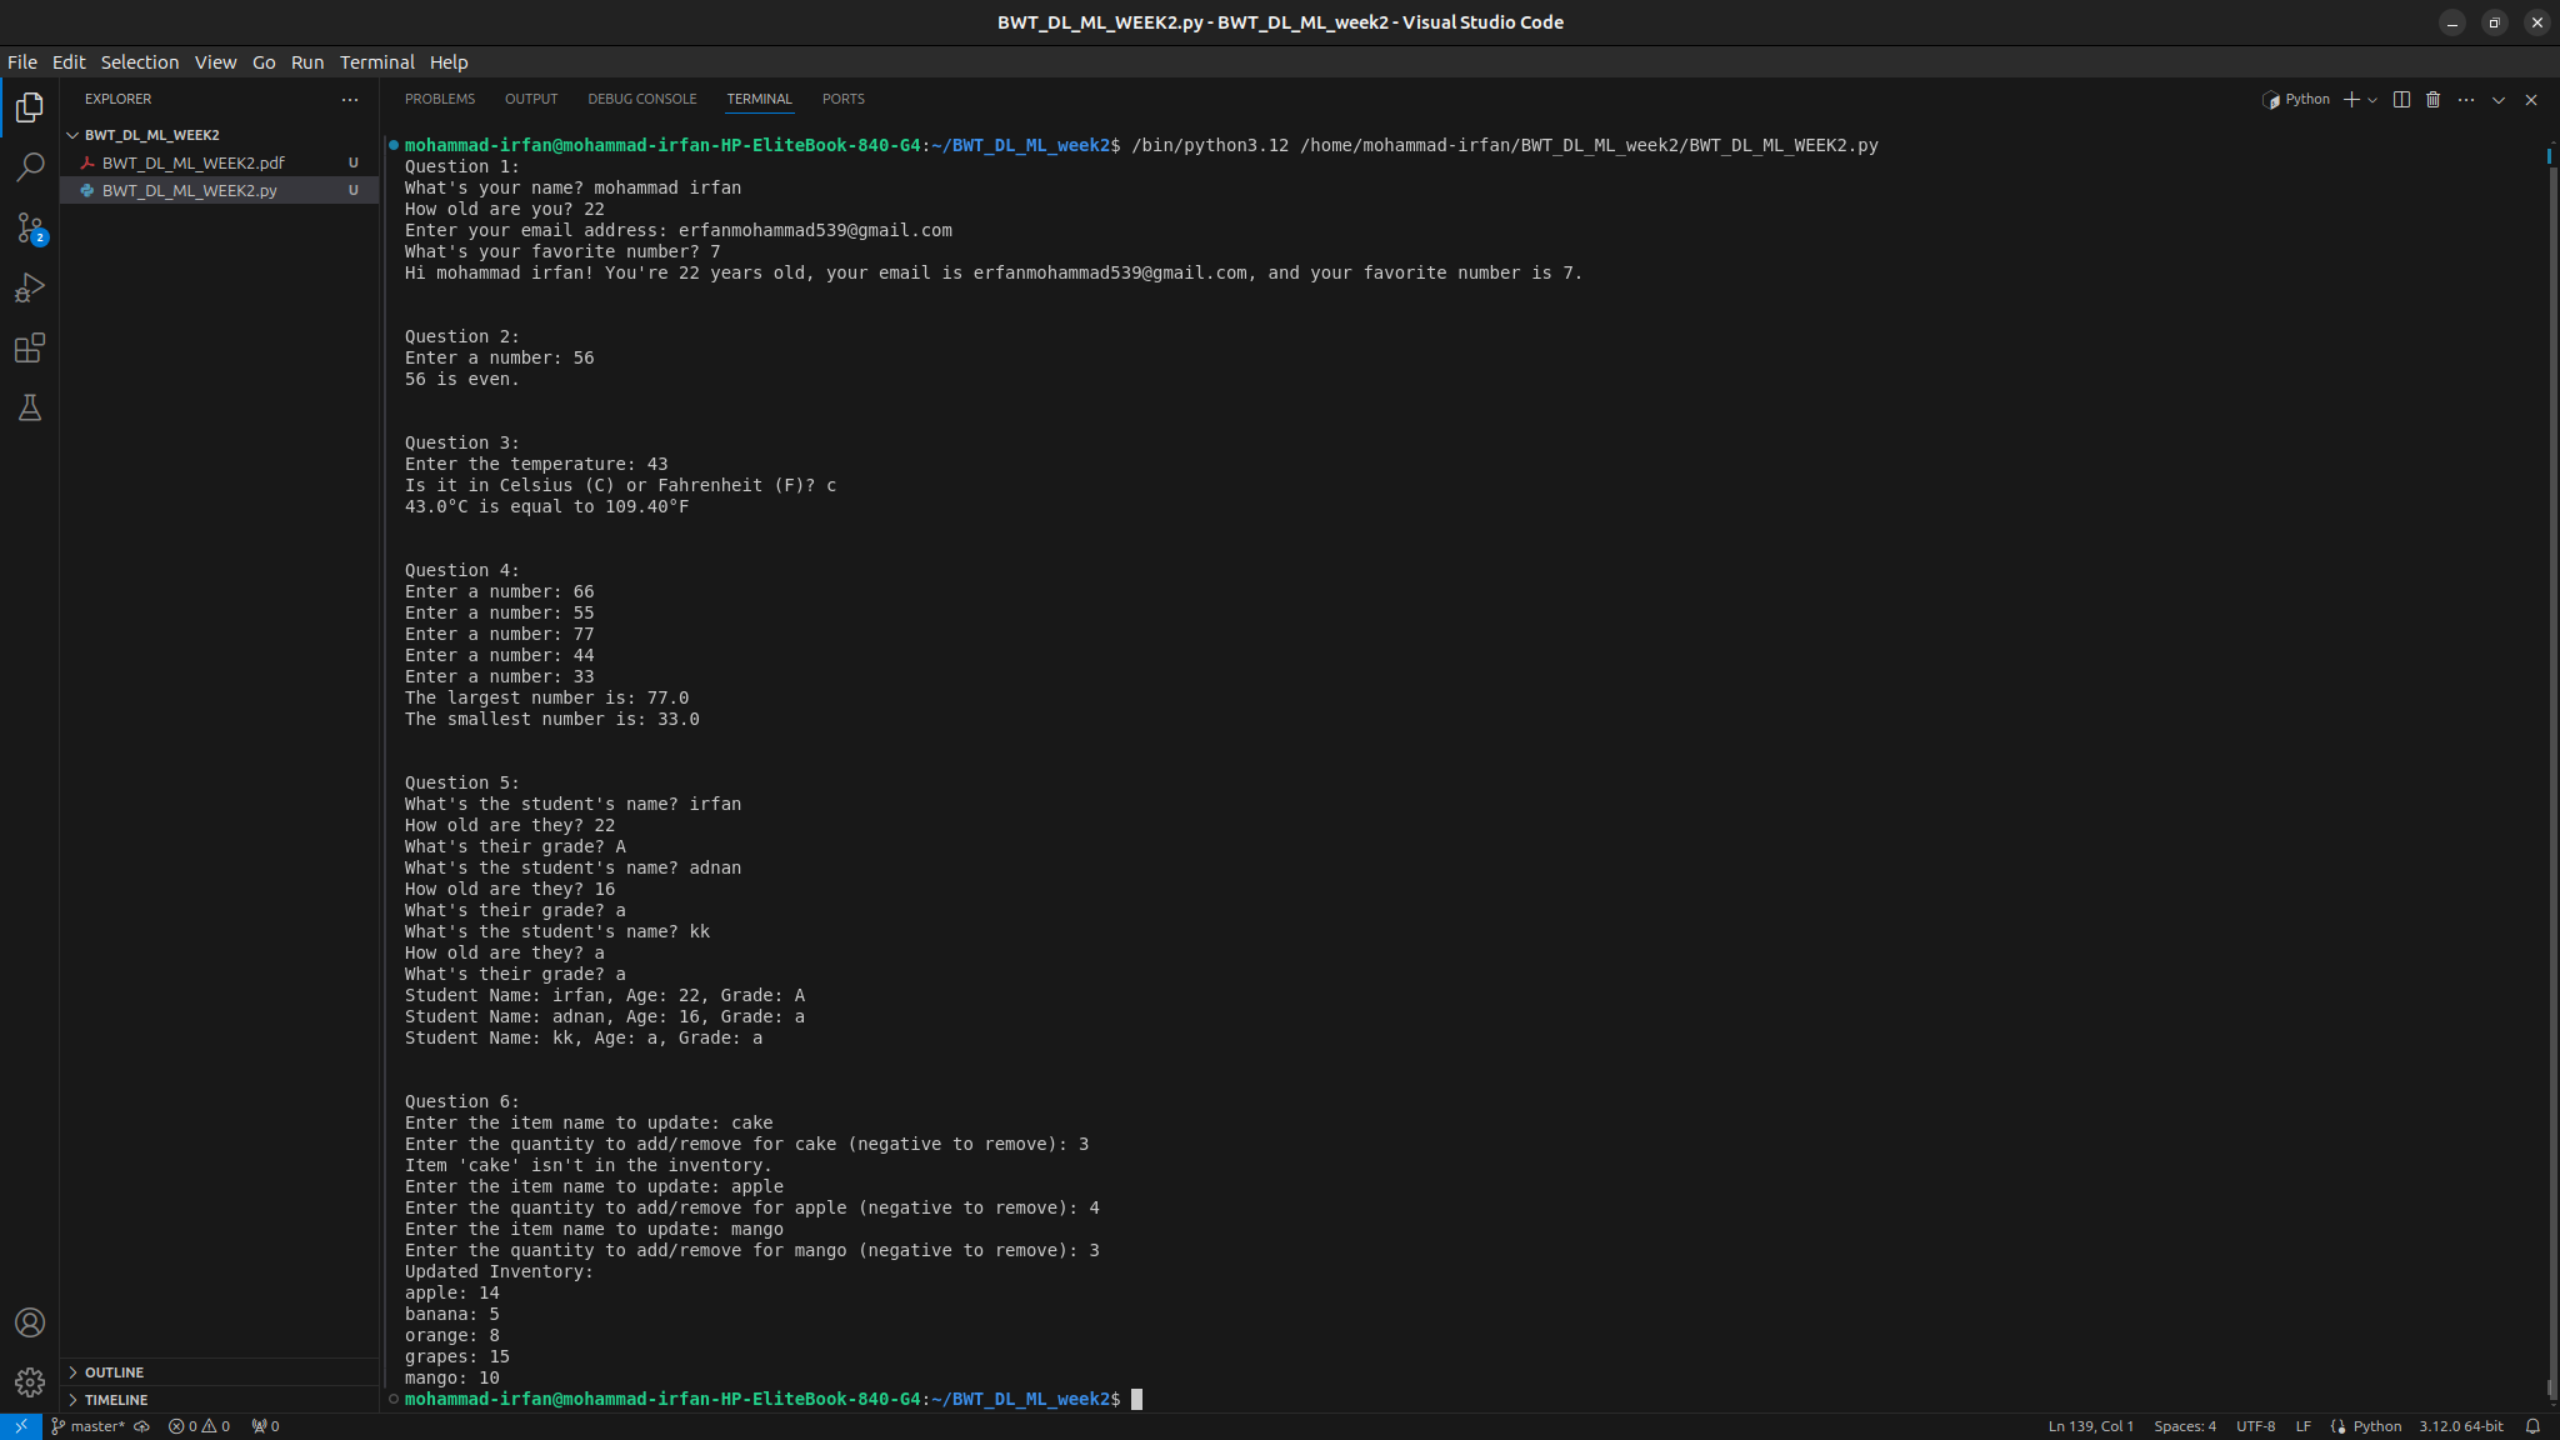 BWT_DL_ML_WEEK2.py - BWT_DL_ML_week2 - Visual Studio Code
File Edit Selection View Go Run Terminal Help
EXPLORER
BWT_DL_ML_WEEK2
BWT_DL_ML_WEEK2.pdf U
BWT_DL_ML_WEEK2.py U
2
OUTLINE
TIMELINE
PROBLEMS OUTPUT DEBUG CONSOLE TERMINAL PORTS
Python
mohammad-irfan@mohammad-irfan-HP-EliteBook-840-G4:~/BWT_DL_ML_week2$ /bin/python3.12 /home/mohammad-irfan/BWT_DL_ML_week2/BWT_DL_ML_WEEK2.py
Question 1:
What's your name? mohammad irfan
How old are you? 22
Enter your email address: erfanmohammad539@gmail.com
What's your favorite number? 7
Hi mohammad irfan! You're 22 years old, your email is erfanmohammad539@gmail.com, and your favorite number is 7.
Question 2:
Enter a number: 56
56 is even.
Question 3:
Enter the temperature: 43
Is it in Celsius (C) or Fahrenheit (F)? c
43.0°C is equal to 109.40°F
Question 4:
Enter a number: 66
Enter a number: 55
Enter a number: 77
Enter a number: 44
Enter a number: 33
The largest number is: 77.0
The smallest number is: 33.0
Question 5:
What's the student's name? irfan
How old are they? 22
What's their grade? A
What's the student's name? adnan
How old are they? 16
What's their grade? a
What's the student's name? kk
How old are they? a
What's their grade? a
Student Name: irfan, Age: 22, Grade: A
Student Name: adnan, Age: 16, Grade: a
Student Name: kk, Age: a, Grade: a
Question 6:
Enter the item name to update: cake
Enter the quantity to add/remove for cake (negative to remove): 3
Item 'cake' isn't in the inventory.
Enter the item name to update: apple
Enter the quantity to add/remove for apple (negative to remove): 4
Enter the item name to update: mango
Enter the quantity to add/remove for mango (negative to remove): 3
Updated Inventory:
apple: 14
banana: 5
orange: 8
grapes: 15
mango: 10
mohammad-irfan@mohammad-irfan-HP-EliteBook-840-G4:~/BWT_DL_ML_week2$
master* 0 0 0 Ln 139, Col 1 Spaces: 4 UTF-8 LF Python 3.12.0 64-bit